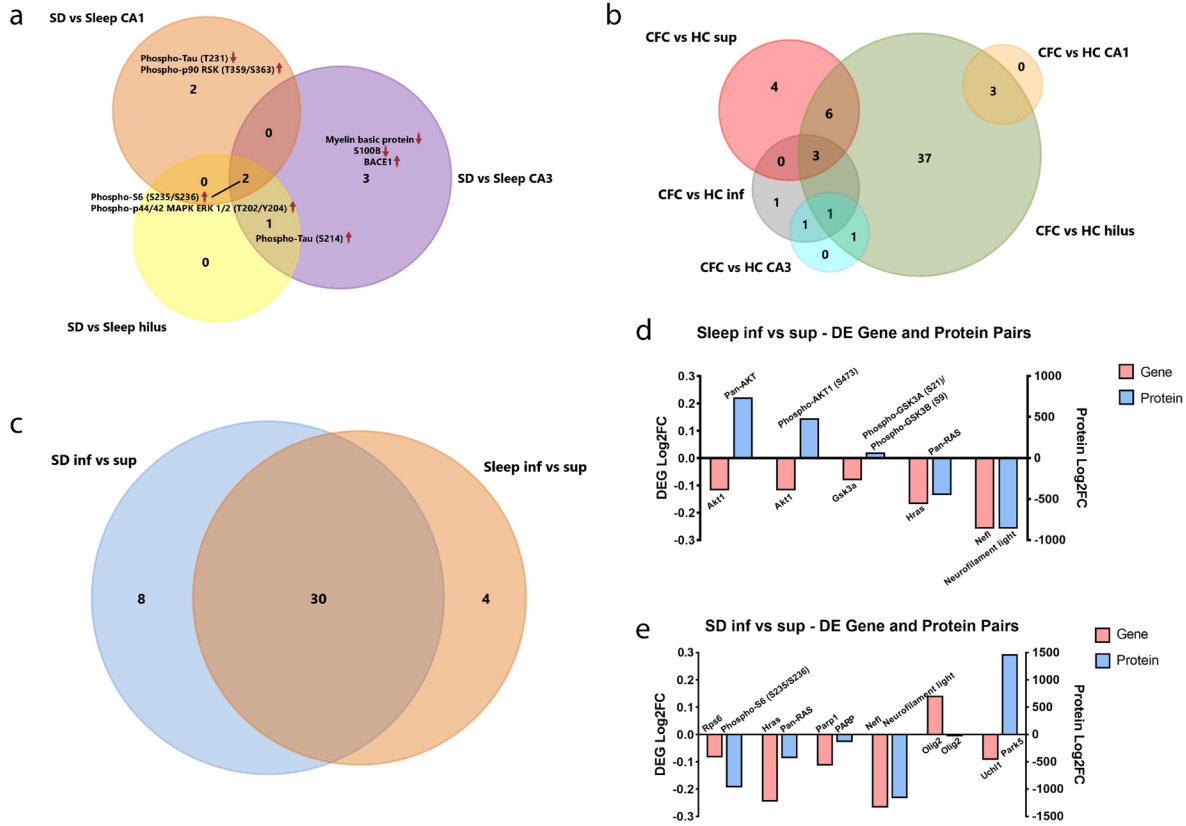 a
SD vs Sleep CA1
Phospho-Tau (T231)
Phospho-p90 RSK (T359/S363)
2
0
Myelin basic protein
S100B
BACE1
3
SD vs Sleep CA3
0
2
Phospho-S6 (S235/S236)
Phospho-p44/42 MAPK ERK 1/2 (T202/Y204)
1
Phospho-Tau (S214)
0
SD vs Sleep hilus
b
CFC vs HC sup
CFC vs HC CA1
4
0
3
6
37
0
3
CFC vs HC inf
1
1
1
1
0
CFC vs HC hilus
CFC vs HC CA3
c
SD inf vs sup
Sleep inf vs sup
8
30
4
d
Sleep inf vs sup - DE Gene and Protein Pairs
Gene
Protein
DEG Log2FC
0.3
0.2
0.1
0.0
-0.1
-0.2
-0.3
Protein Log2FC
1000
500
0
-500
-1000
Pan-AKT
Phospho-AKT1 (S473)
Phospho-GSK3A (S21)/
Phospho-GSK3B (S9)
Pan-RAS
Akt1
Akt1
Gsk3a
Hras
Nefl
Neurofilament light
e
SD inf vs sup - DE Gene and Protein Pairs
Gene
Protein
DEG Log2FC
0.3
0.2
0.1
0.0
-0.1
-0.2
-0.3
Protein Log2FC
1500
1000
500
0
-500
-1000
-1500
Rps6
Phospho-S6 (S235/S236)
Hras
Pan-RAS
Parp1
PARP
Nefl
Neurofilament light
Olig2
Olig2
Uchl1
Park5